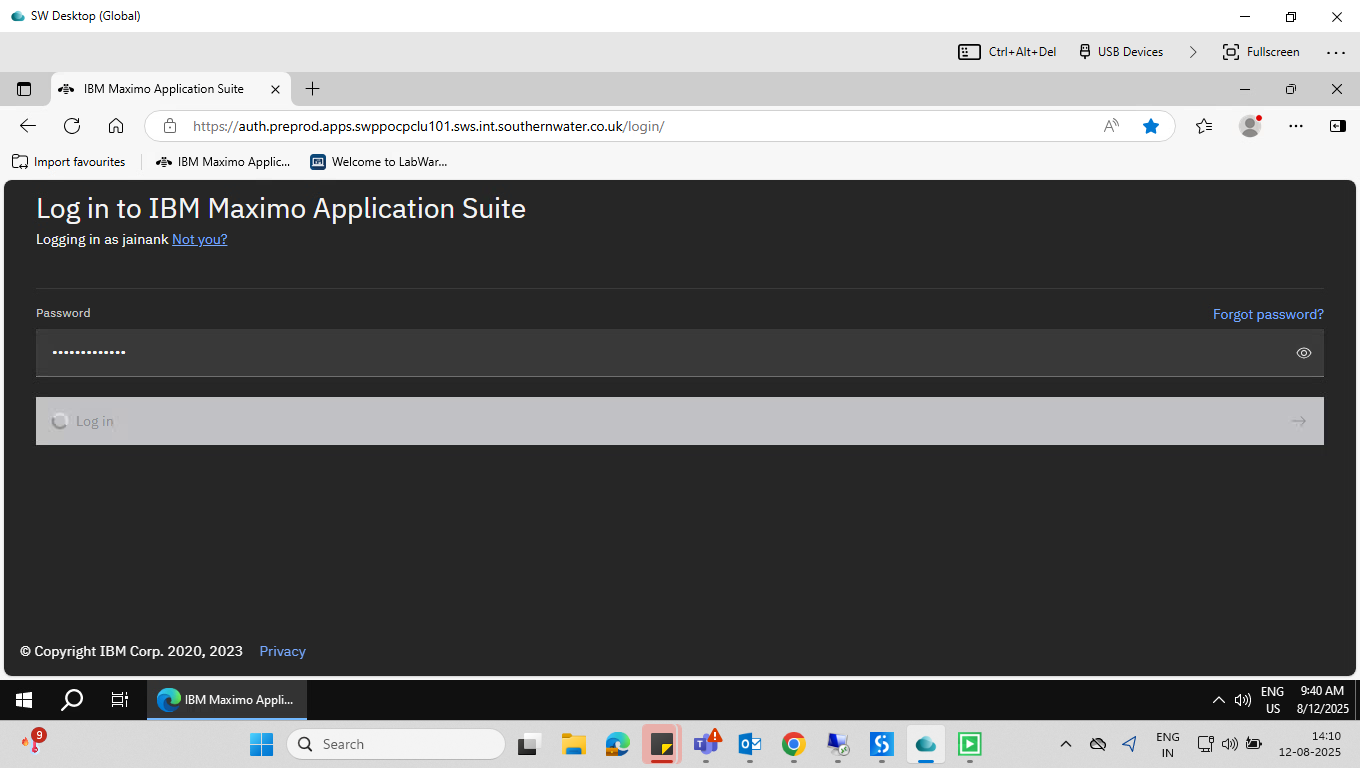 SW Desktop (Global)
Ctrl+Alt+Del
USB Devices
Fullscreen
IBM Maximo Application Suite
https://auth.preprod.apps.swppocpclu101.sws.int.southernwater.co.uk/login/
Import favourites
IBM Maximo Applic...
Welcome to LabWar...
Log in to IBM Maximo Application Suite
Logging in as jainank Not you?
Password
Forgot password?
Log in
© Copyright IBM Corp. 2020, 2023 Privacy
IBM Maximo Appli...
ENG
US
9:40 AM
8/12/2025
9
Search
ENG
IN
14:10
12-08-2025